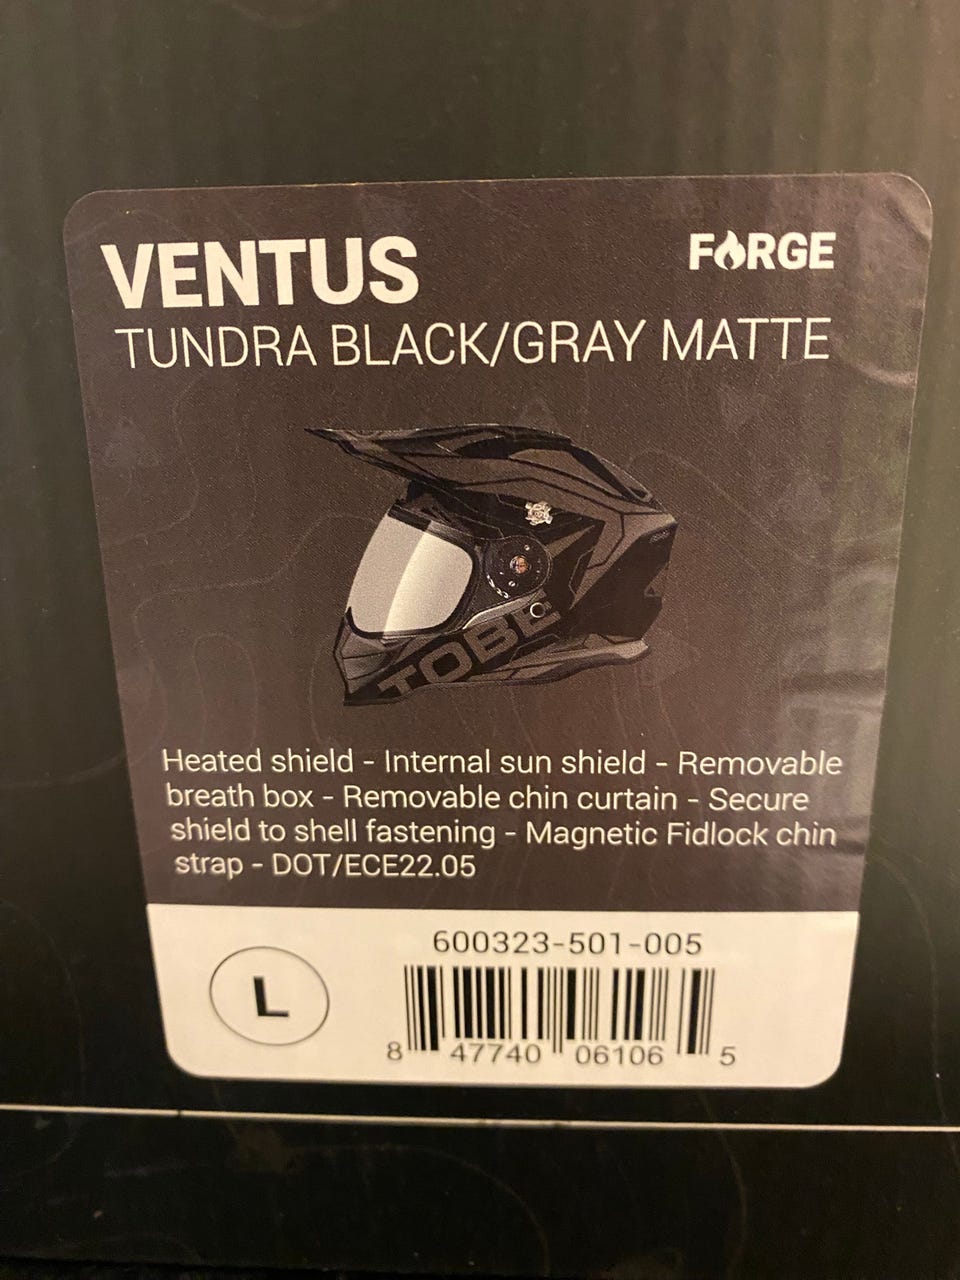 VENTUS
FORGE
TUNDRA BLACK/GRAY MATTE
TOBE
Heated shield - Internal sun shield - Removable
breath box - Removable chin curtain - Secure
shield to shell fastening - Magnetic Fidlock chin
strap - DOT/ECE22.05
600323-501-005
L
8 47740 06106 5